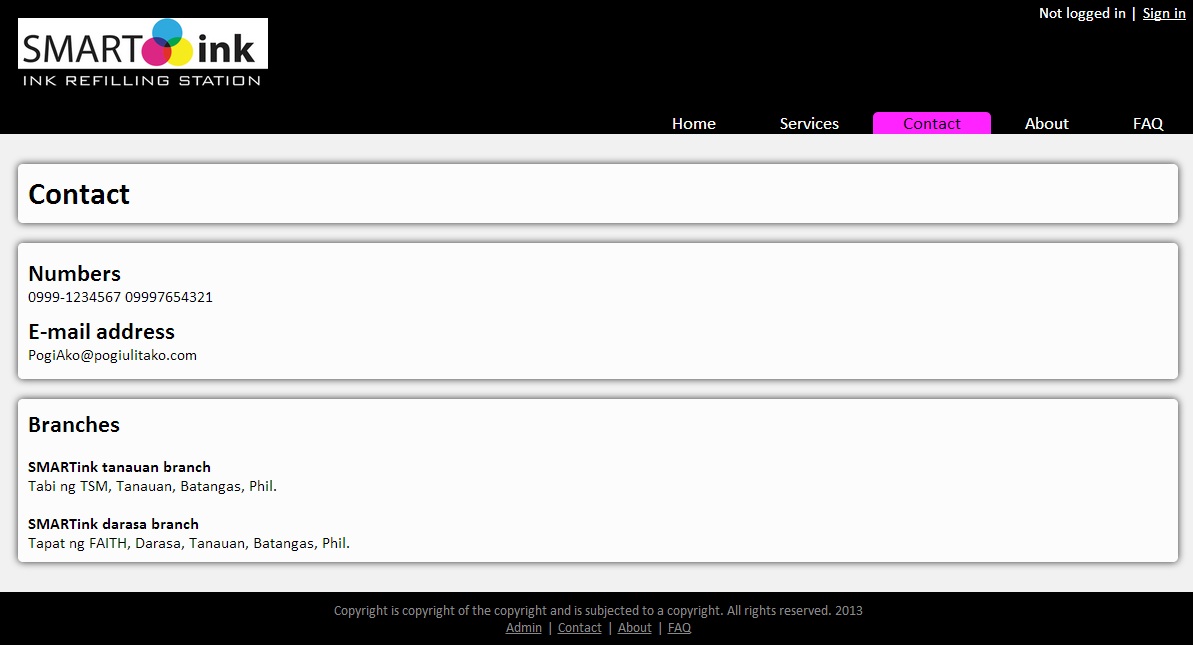 Not logged in | Sign in
SMART ink
INK REFILLING STATION
Home Services Contact About FAQ
Contact
Numbers
0999-1234567 09997654321
E-mail address
PogiAko@pogiulitako.com
Branches
SMARTink tanauan branch
Tabi ng TSM, Tanauan, Batangas, Phil.
SMARTink darasa branch
Tapat ng FAITH, Darasa, Tanauan, Batangas, Phil.
Copyright is copyright of the copyright and is subjected to a copyright. All rights reserved. 2013
Admin | Contact | About | FAQ